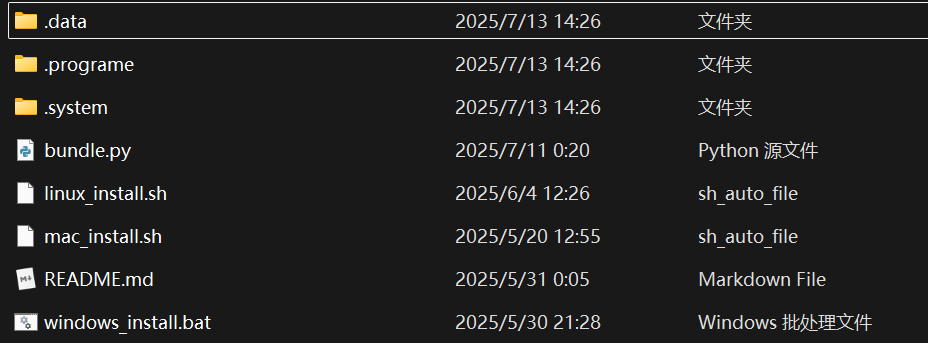 .data 2025/7/13 14:26 文件夹
.programe 2025/7/13 14:26 文件夹
.system 2025/7/13 14:26 文件夹
bundle.py 2025/7/11 0:20 Python 源文件
linux_install.sh 2025/6/4 12:26 sh_auto_file
mac_install.sh 2025/5/20 12:55 sh_auto_file
README.md 2025/5/31 0:05 Markdown File
windows_install.bat 2025/5/30 21:28 Windows 批处理文件